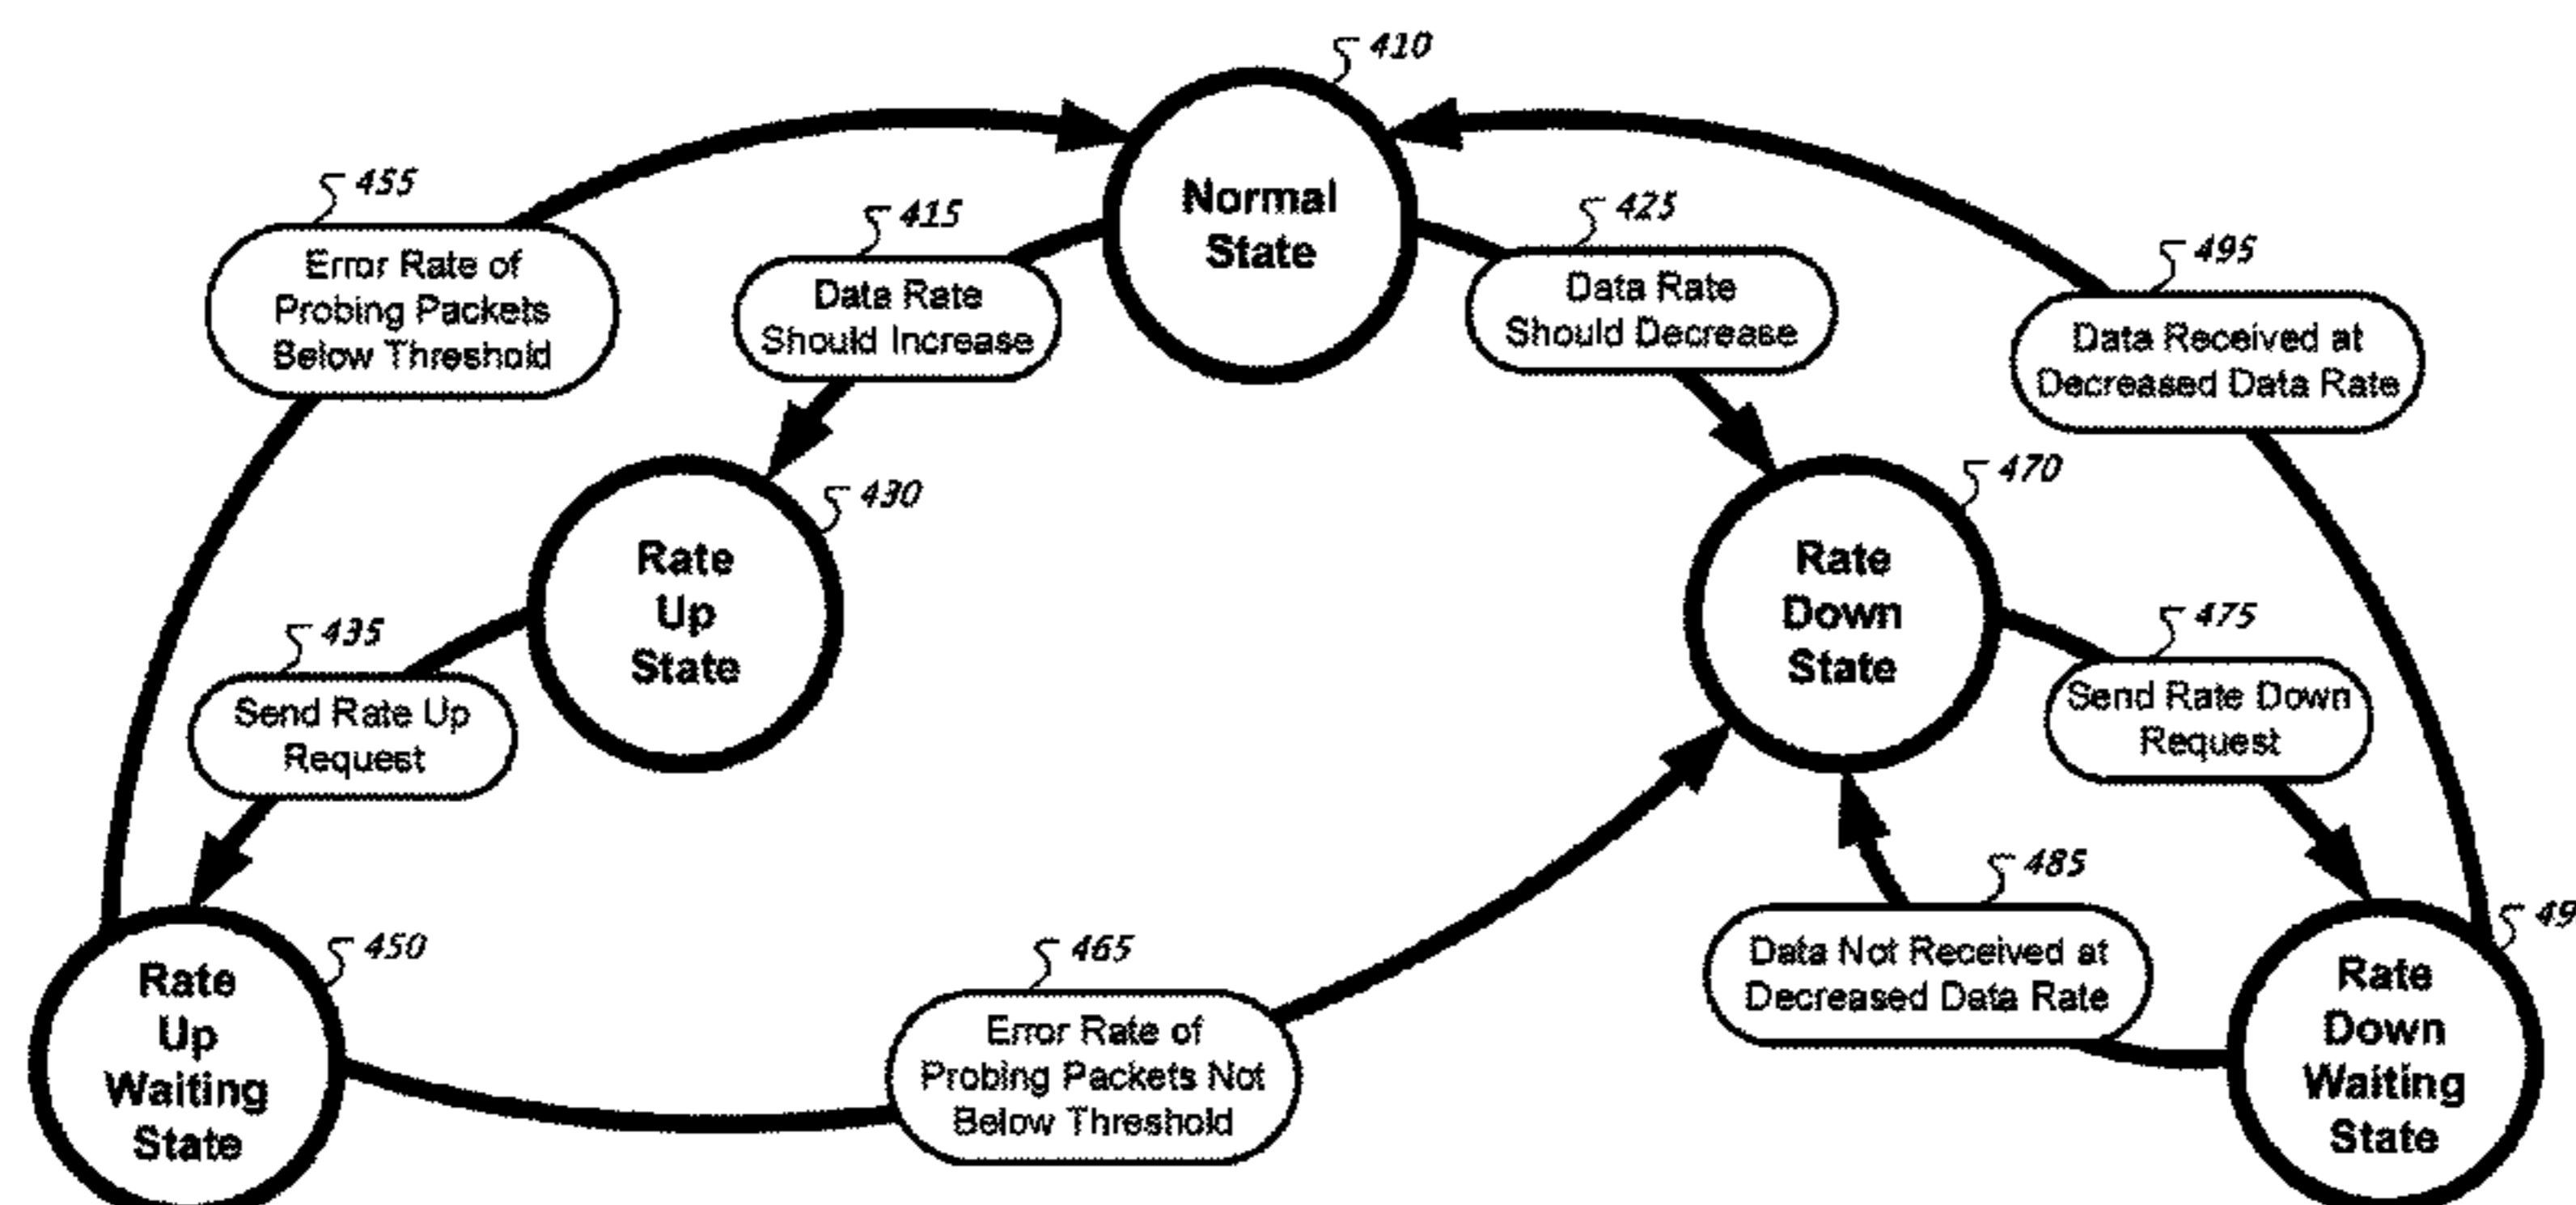 410
Normal
State
455
Error Rate of
Probing Packets
Below Threshold
415
Data Rate
Should Increase
425
Data Rate
Should Decrease
495
Data Received at
Decreased Data Rate
430
Rate
Up
State
470
Rate
Down
State
435
Send Rate Up
Request
475
Send Rate Down
Request
450
Rate
Up
Waiting
State
465
Error Rate of
Probing Packets Not
Below Threshold
485
Data Not Received at
Decreased Data Rate
49
Rate
Down
Waiting
State